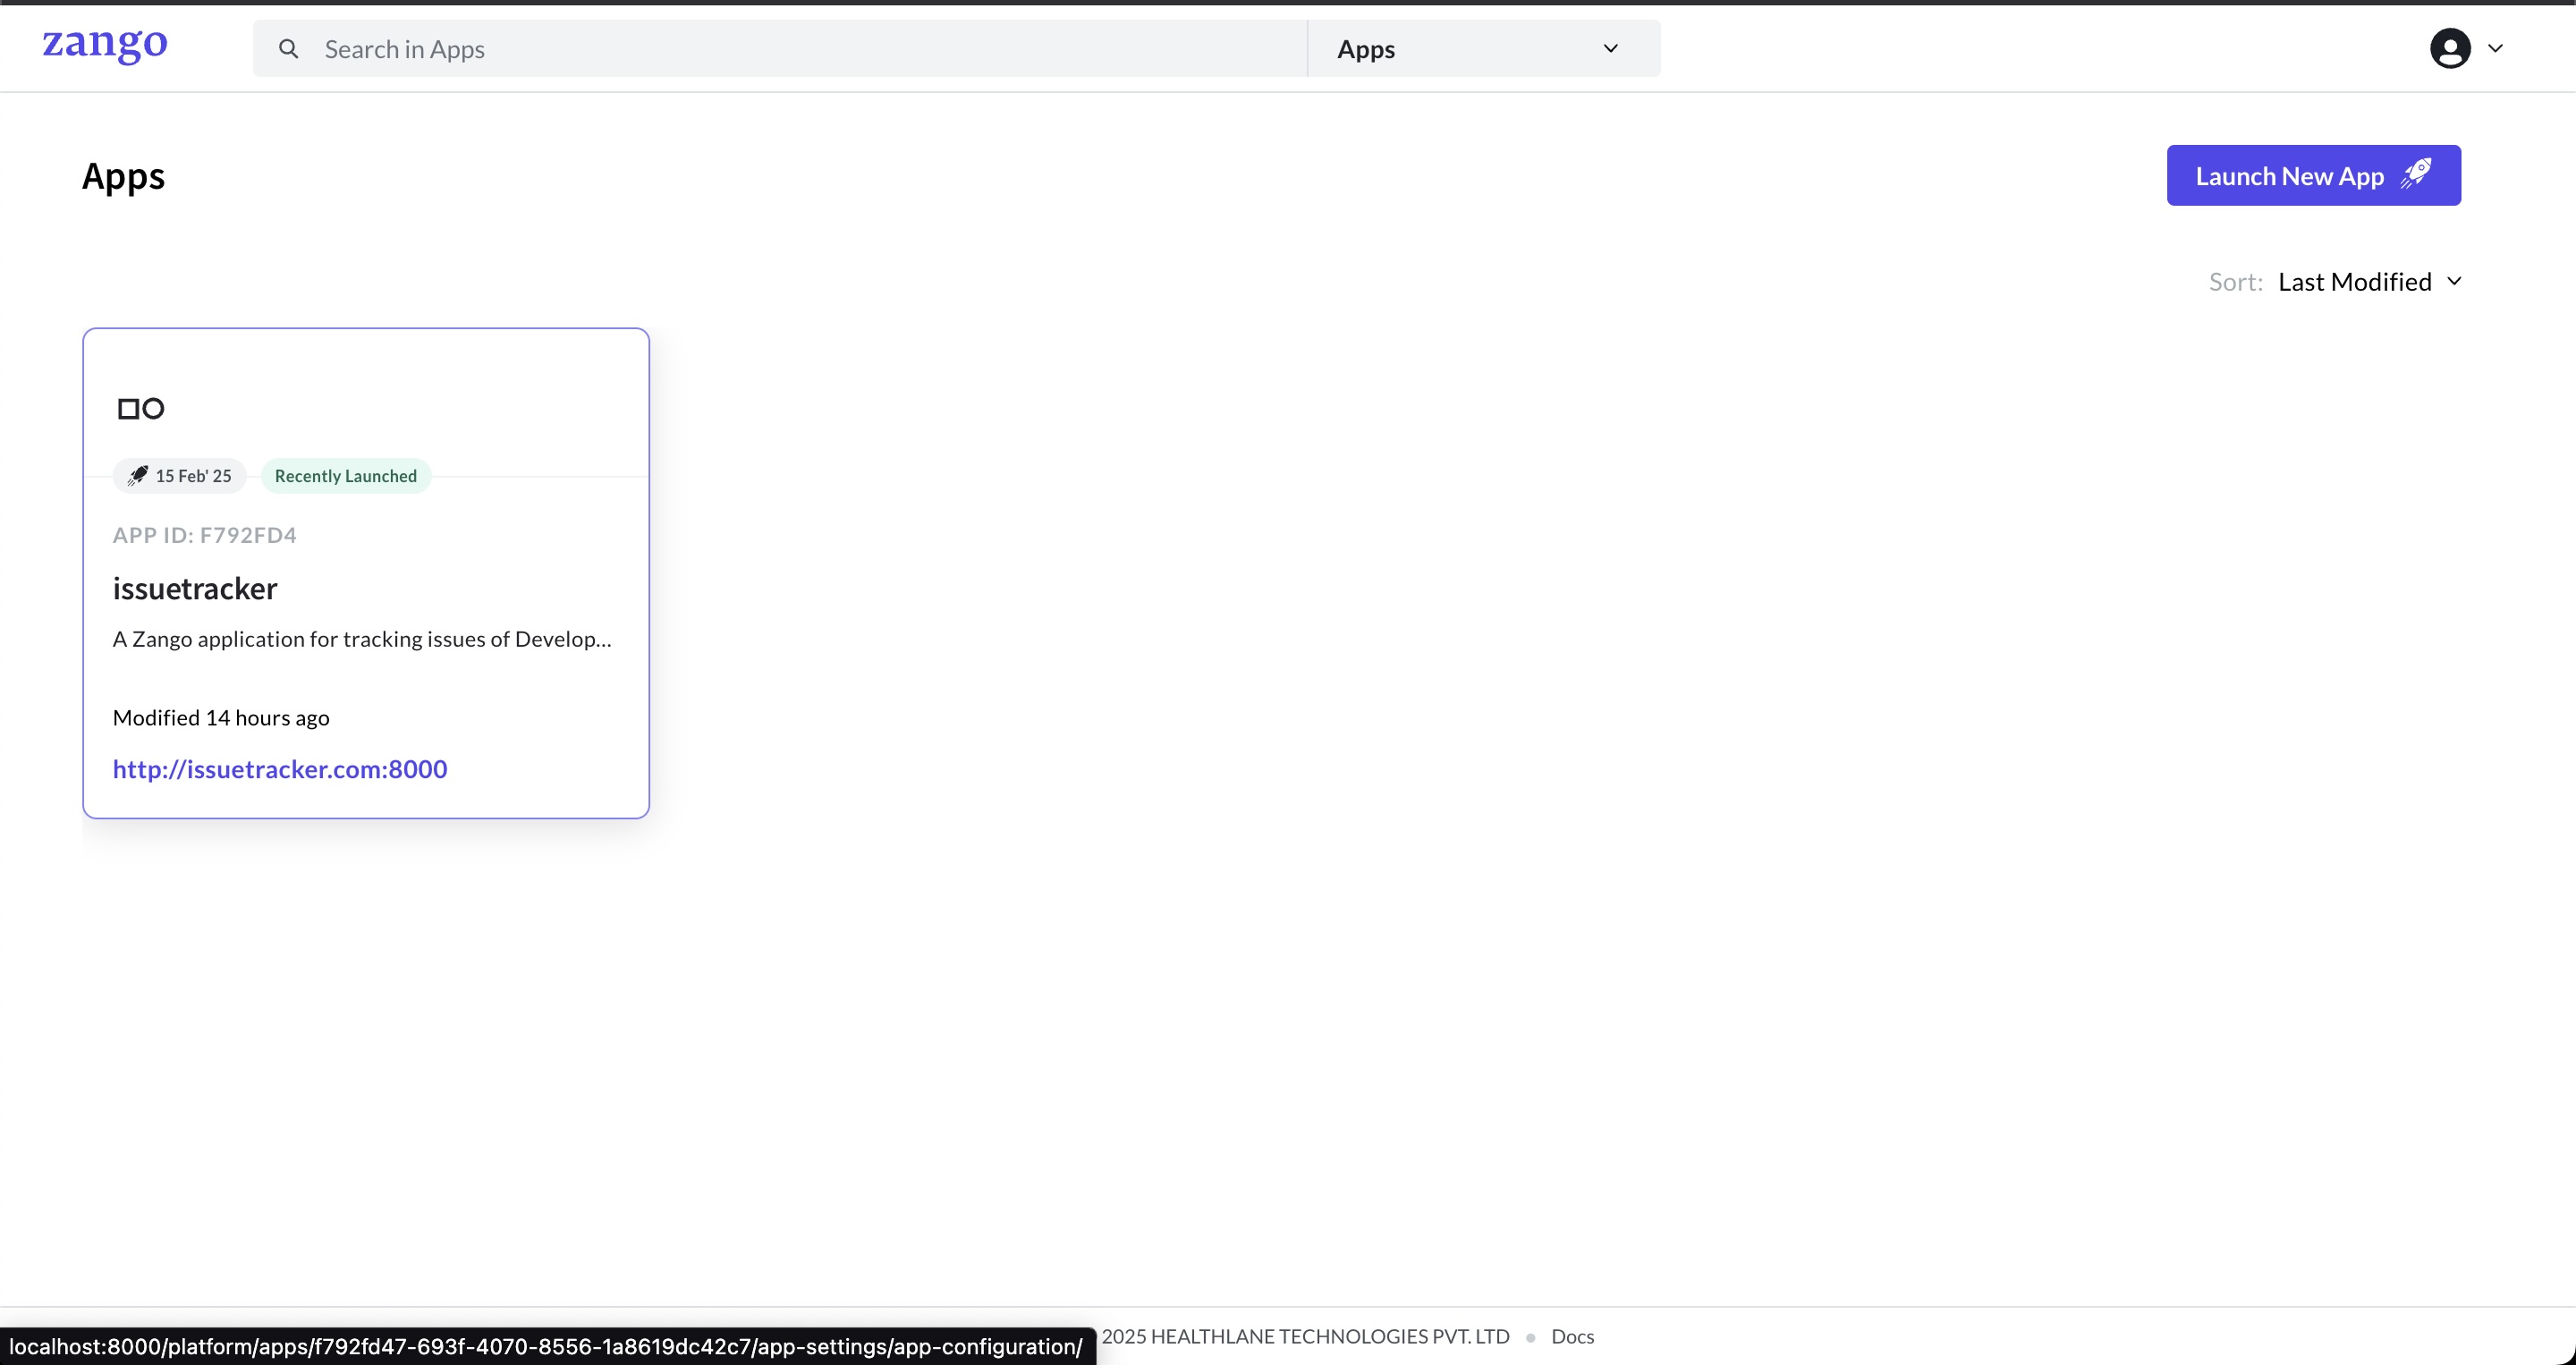 zango
Search in Apps
Apps
Apps
Launch New App
Sort: Last Modified
15 Feb' 25
Recently Launched
APP ID: F792FD4
issuetracker
A Zango application for tracking issues of Develop...
Modified 14 hours ago
http://issuetracker.com:8000
2025 HEALTHLANE TECHNOLOGIES PVT. LTD
Docs
localhost:8000/platform/apps/f792fd47-693f-4070-8556-1a8619dc42c7/app-settings/app-configuration/